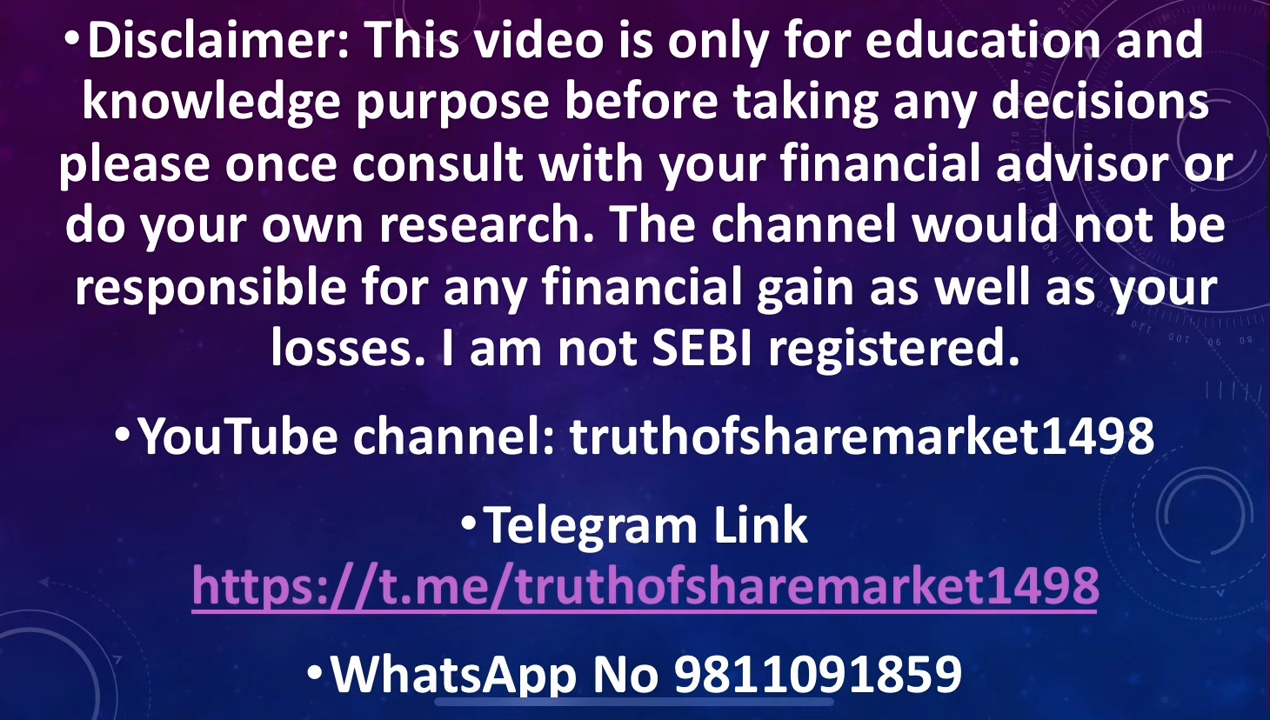 •Disclaimer: This video is only for education and
knowledge purpose before taking any decisions
please once consult with your financial advisor or
do your own research. The channel would not be
responsible for any financial gain as well as your
losses. I am not SEBI registered.
•YouTube channel: truthofsharemarket1498
•Telegram Link
https://t.me/truthofsharemarket1498
•WhatsApp No 9811091859